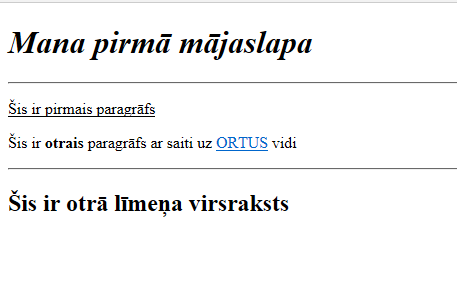 Mana pirmā mājaslapa
Šis ir pirmais paragrāfs
Šis ir otrais paragrāfs ar saiti uz ORTUS vidi
Šis ir otrā līmeņa virsraksts